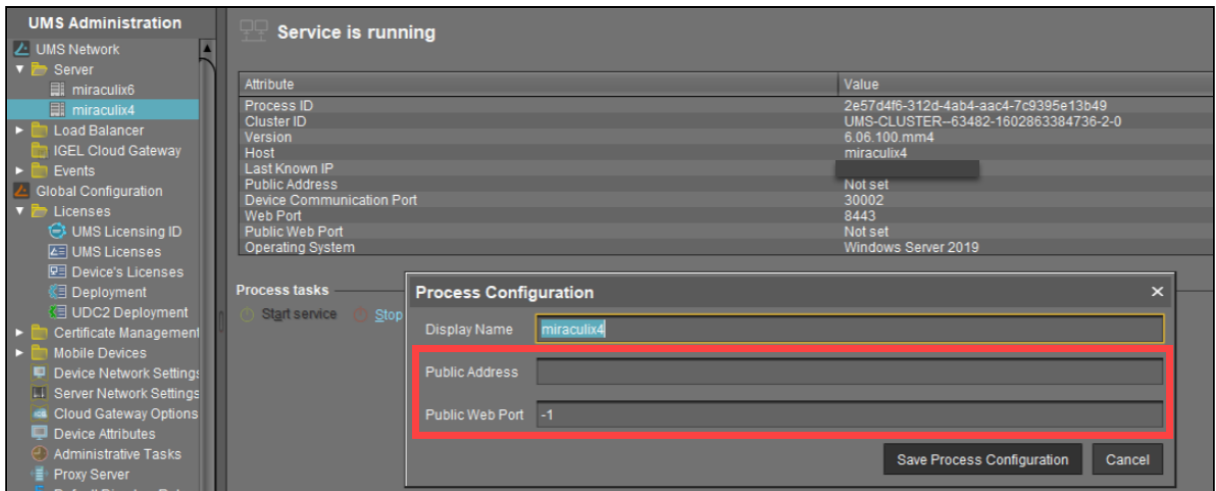 UMS Administration
UMS Network
Server
miraculix6
miraculix4
Load Balancer
IGEL Cloud Gateway
Events
Global Configuration
Licenses
UMS Licensing ID
UMS Licenses
Device's Licenses
Deployment
UDC2 Deployment
Certificate Management
Mobile Devices
Device Network Settings
Server Network Settings
Cloud Gateway Options
Device Attributes
Administrative Tasks
Proxy Server
Service is running
Attribute Value
Process ID 2e57d4f6-312d-4ab4-aac4-7c9395e13b49
Cluster ID UMS-CLUSTER--63482-1602863384736-2-0
Version 6.06.100.mm4
Host miraculix4
Last Known IP
Public Address Not set
Device Communication Port 30002
Web Port 8443
Public Web Port Not set
Operating System Windows Server 2019
Process tasks
Start service Stop
Process Configuration
Display Name miraculix4
Public Address
Public Web Port -1
Save Process Configuration Cancel